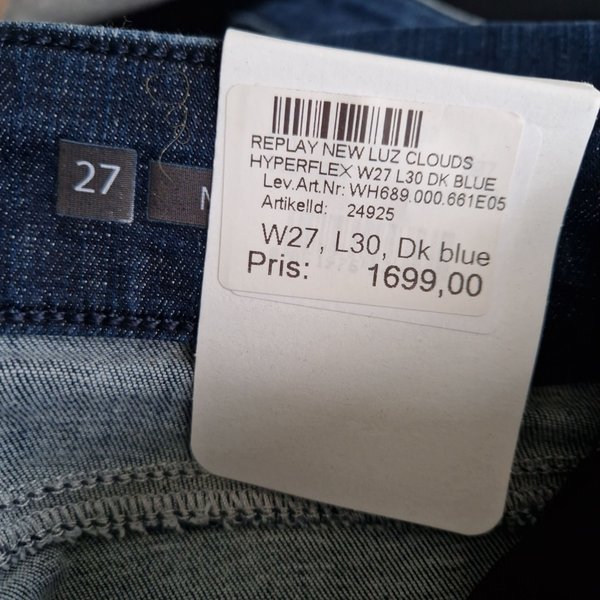 27
REPLAY NEW LUZ CLOUDS
HYPERFLEX W27 L30 DK BLUE
Lev.Art.Nr: WH689.000.661E05
ArtikelId: 24925
W27, L30, Dk blue
Pris: 1699,00